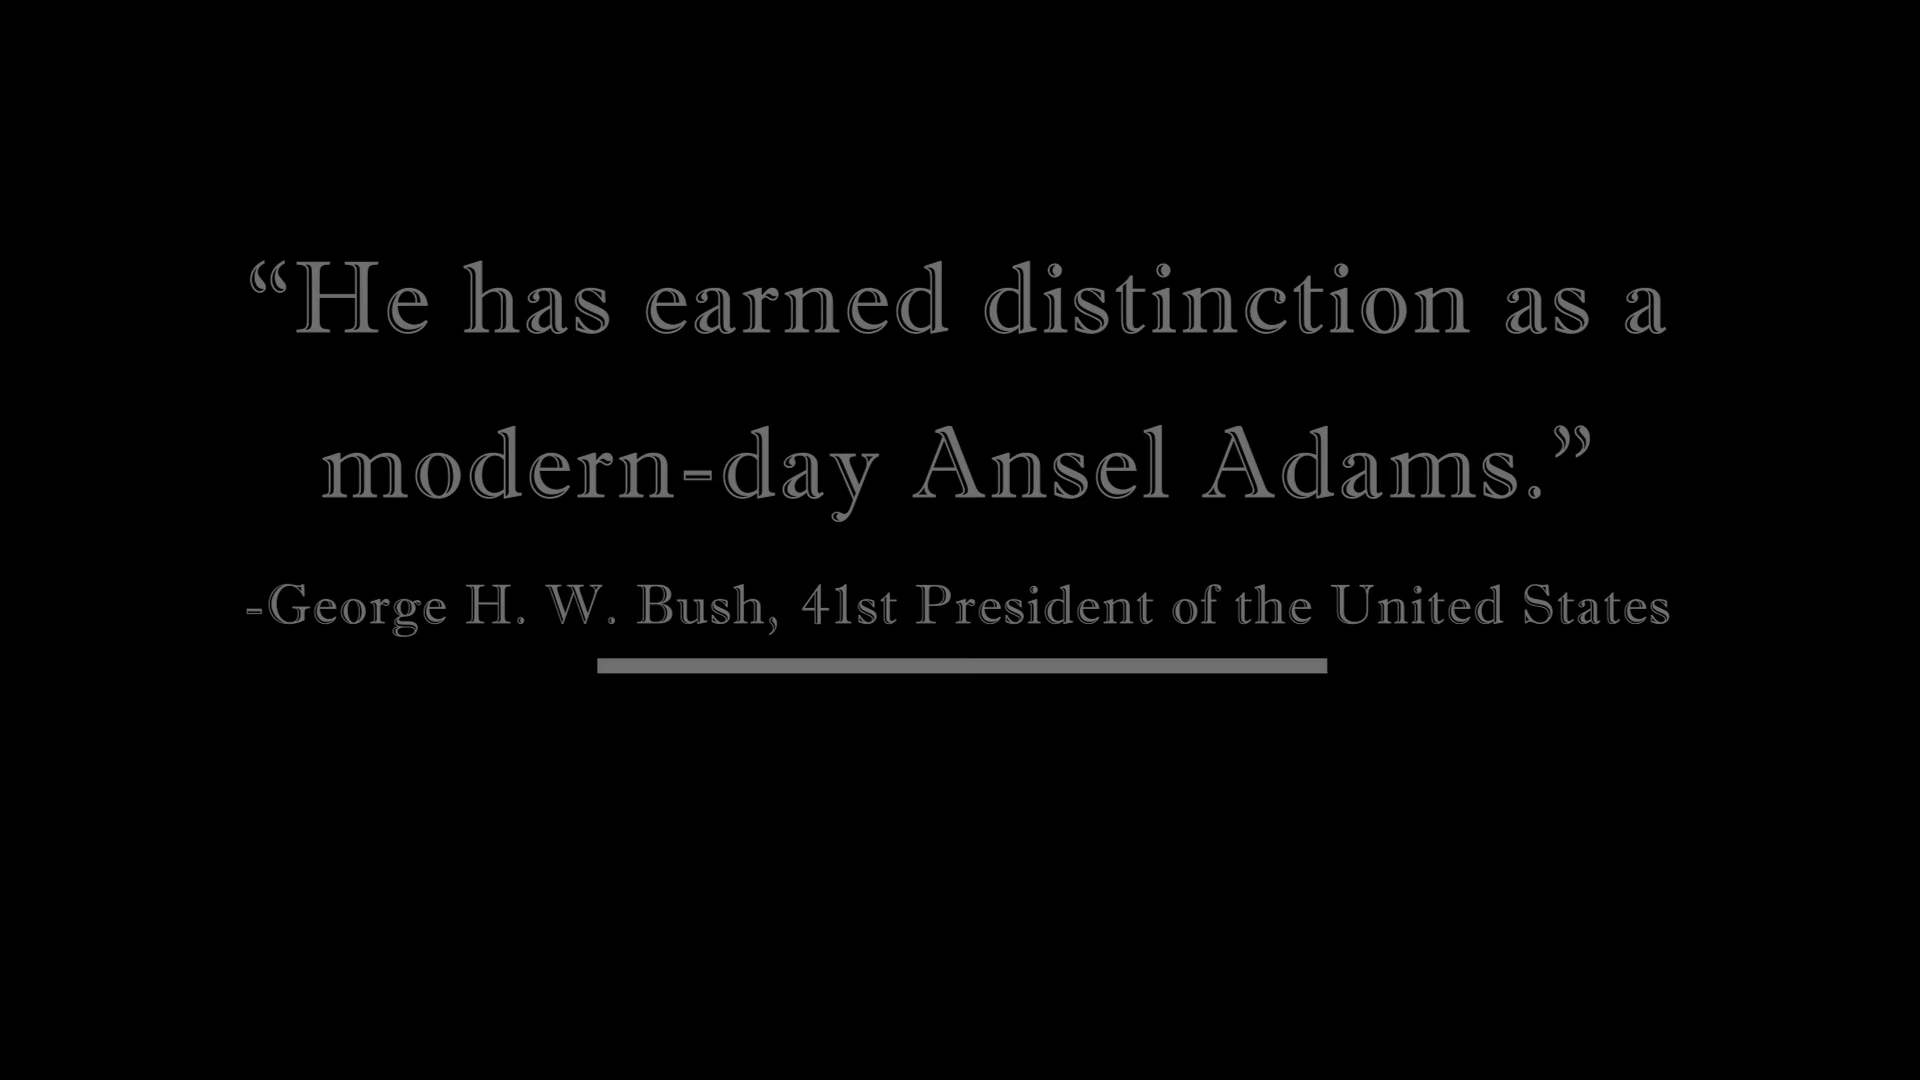 “He has earned distinction as a
modern-day Ansel Adams.”
-George H. W. Bush, 41st President of the United States